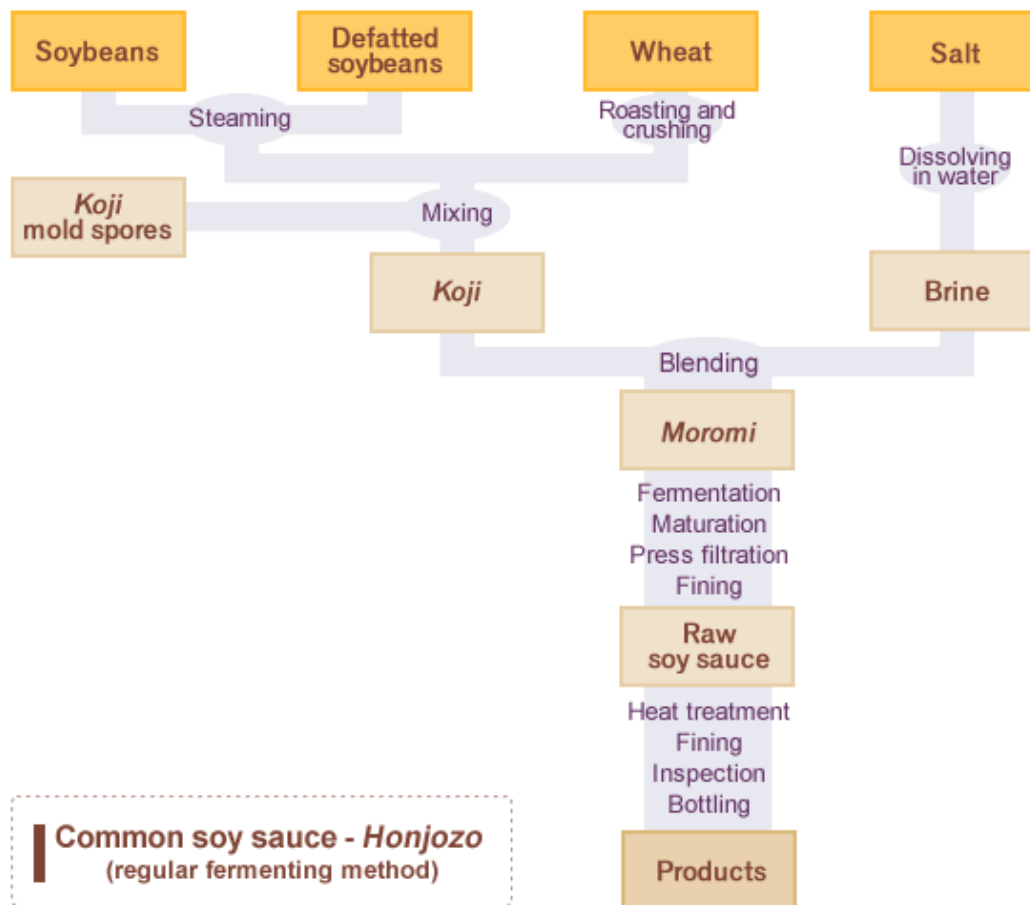 Soybeans
Defatted
soybeans
Wheat
Salt
Steaming
Roasting and
crushing
Dissolving
in water
Koji
mold spores
Mixing
Koji
Brine
Blending
Moromi
Fermentation
Maturation
Press filtration
Fining
Raw
soy sauce
Heat treatment
Fining
Inspection
Bottling
Products
Common soy sauce - Honjozo
(regular fermenting method)